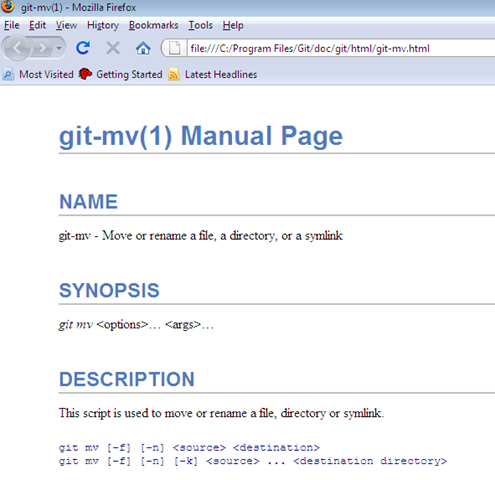 git-mv(1) - Mozilla Firefox
File Edit View History Bookmarks Tools Help
file:///C:/Program Files/Git/doc/git/html/git-mv.html
Most Visited Getting Started Latest Headlines
git-mv(1) Manual Page
NAME
git-mv - Move or rename a file, a directory, or a symlink
SYNOPSIS
git mv <options>… <args>…
DESCRIPTION
This script is used to move or rename a file, directory or symlink.
git mv [-f] [-n] <source> <destination>
git mv [-f] [-n] [-k] <source> ... <destination directory>